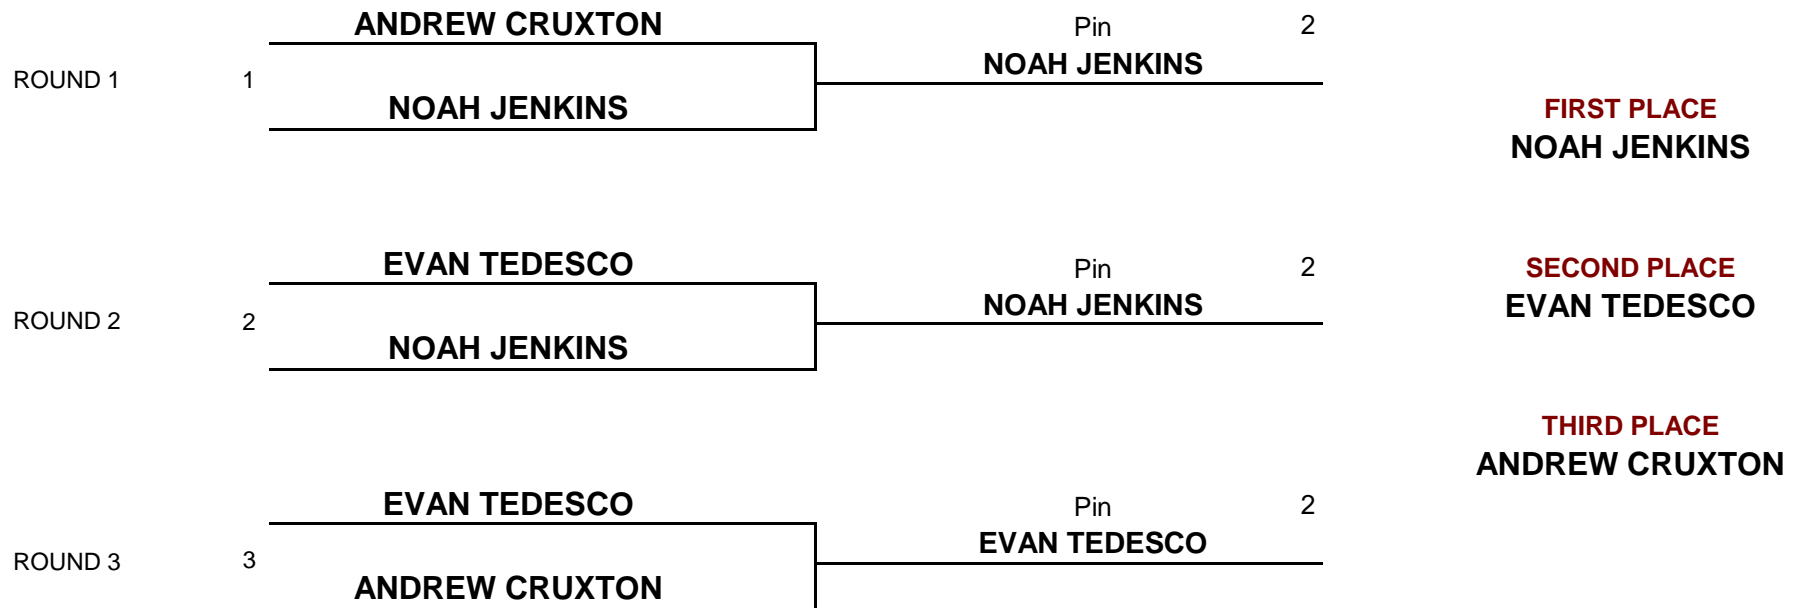 ANDREW CRUXTON
Pin 2
NOAH JENKINS
ROUND 1 1
NOAH JENKINS
FIRST PLACE
NOAH JENKINS
EVAN TEDESCO
Pin 2
NOAH JENKINS
SECOND PLACE
EVAN TEDESCO
ROUND 2 2
NOAH JENKINS
THIRD PLACE
ANDREW CRUXTON
EVAN TEDESCO
Pin 2
EVAN TEDESCO
ROUND 3 3
ANDREW CRUXTON